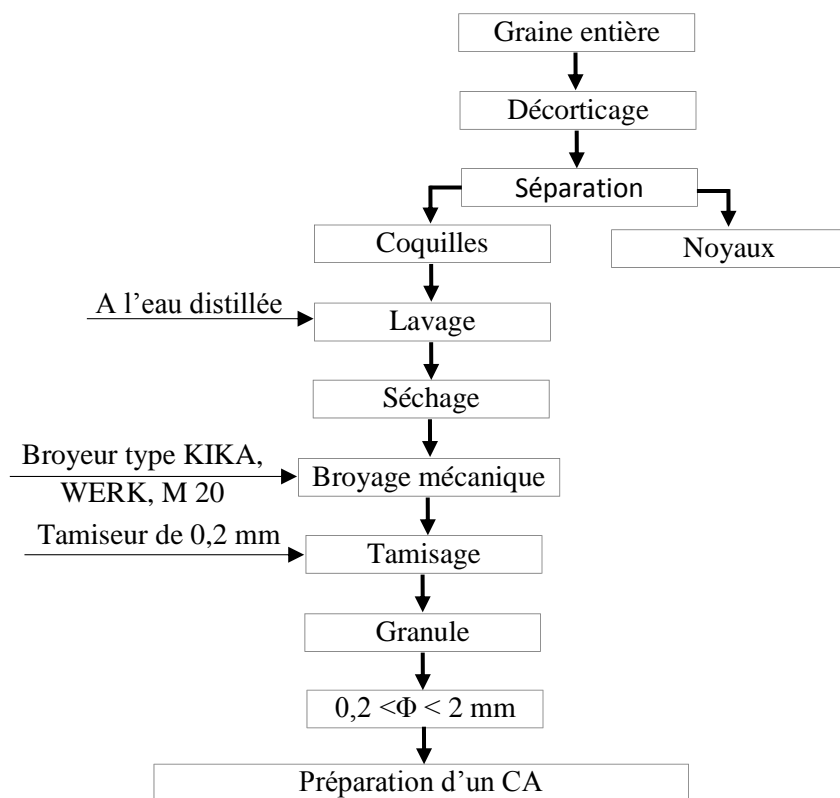 Graine entière
Décorticage
Séparation
Coquilles
Noyaux
A l’eau distillée
Lavage
Séchage
Broyeur type KIKA,
WERK, M 20
Broyage mécanique
Tamiseur de 0,2 mm
Tamisage
Granule
0,2 <Φ < 2 mm
Préparation d’un CA